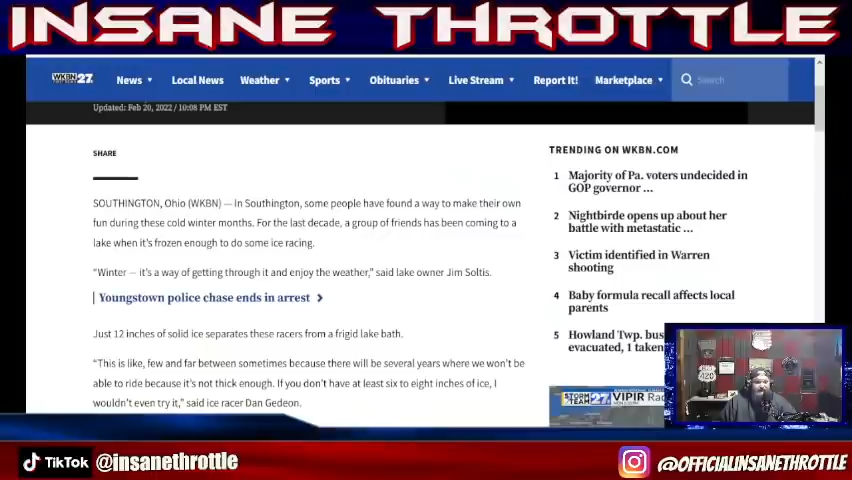 INSANE THROTTLE
WKBN 27
News
Local News
Weather
Sports
Obituaries
Live Stream
Report It!
Marketplace
Search
Updated: Feb 20, 2022 / 10:08 PM EST
SHARE
SOUTHINGTON, Ohio (WKBN) — In Southington, some people have found a way to make their own
fun during these cold winter months. For the last decade, a group of friends has been coming to a
lake when it's frozen enough to do some ice racing.
"Winter — it's a way of getting through it and enjoy the weather," said lake owner Jim Soltis.
Youngstown police chase ends in arrest
Just 12 inches of solid ice separates these racers from a frigid lake bath.
"This is like, few and far between sometimes because there will be several years where we won't be
able to ride because it's not thick enough. If you don't have at least six to eight inches of ice, I
wouldn't even try it," said ice racer Dan Gedeon.
TRENDING ON WKBN.COM
1 Majority of Pa. voters undecided in
GOP governor ...
2 Nightbirde opens up about her
battle with metastatic ...
3 Victim identified in Warren
shooting
4 Baby formula recall affects local
parents
5 Howland Twp. bus
evacuated, 1 taken
STORM
TEAM 27
VIPIR
420
TikTok @insanethrottle
@OFFICIALINSANETHROTTLE